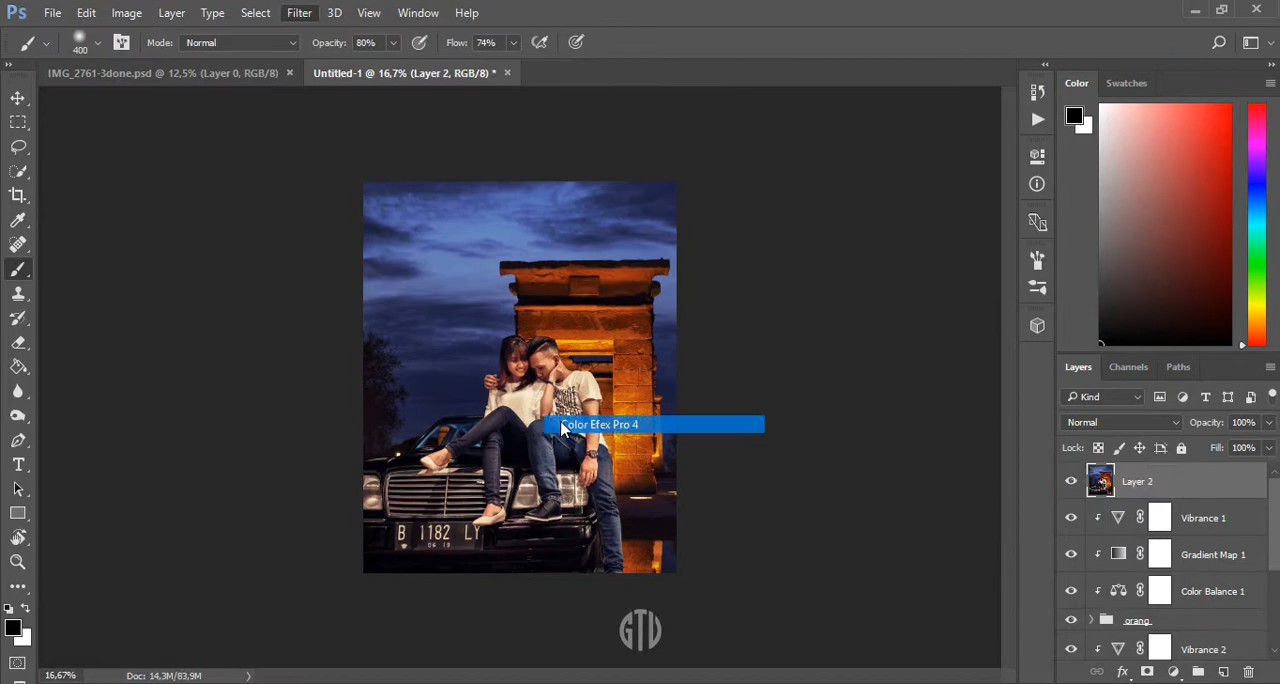 Ps File Edit Image Layer Type Select Filter 3D View Window Help
400 Mode: Normal Opacity: 80% Flow: 74%
IMG_2761-3done.psd @ 12,5% (Layer 0, RGB/8) × Untitled-1 @ 16,7% (Layer 2, RGB/8) * ×
Color Swatches
Color Efex Pro 4
B 1182 LY
06·18
GTV
Layers Channels Paths
Kind
Normal Opacity: 100%
Lock: Fill: 100%
Layer 2
Vibrance 1
Gradient Map 1
Color Balance 1
orang
Vibrance 2
16,67% Doc: 14,3M/83,9M